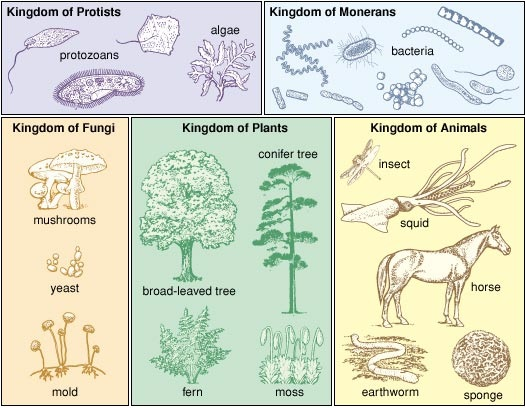 Kingdom of Protists
protozoans
algae
Kingdom of Monerans
bacteria
Kingdom of Fungi
mushrooms
yeast
mold
Kingdom of Plants
conifer tree
broad-leaved tree
fern
moss
Kingdom of Animals
insect
squid
horse
earthworm
sponge